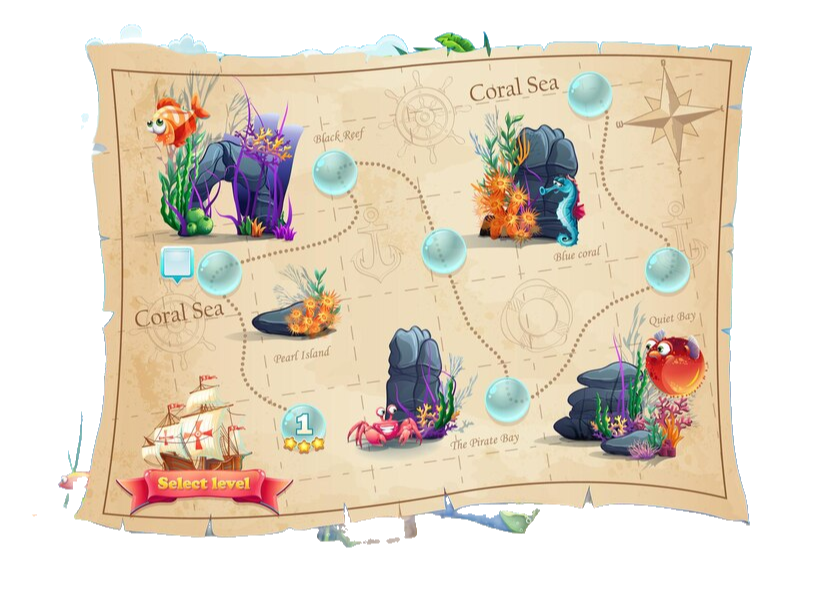 Coral Sea
Black Reef
Blue coral
Coral Sea
Quiet Bay
Pearl Island
1
The Pirate Bay
Select level